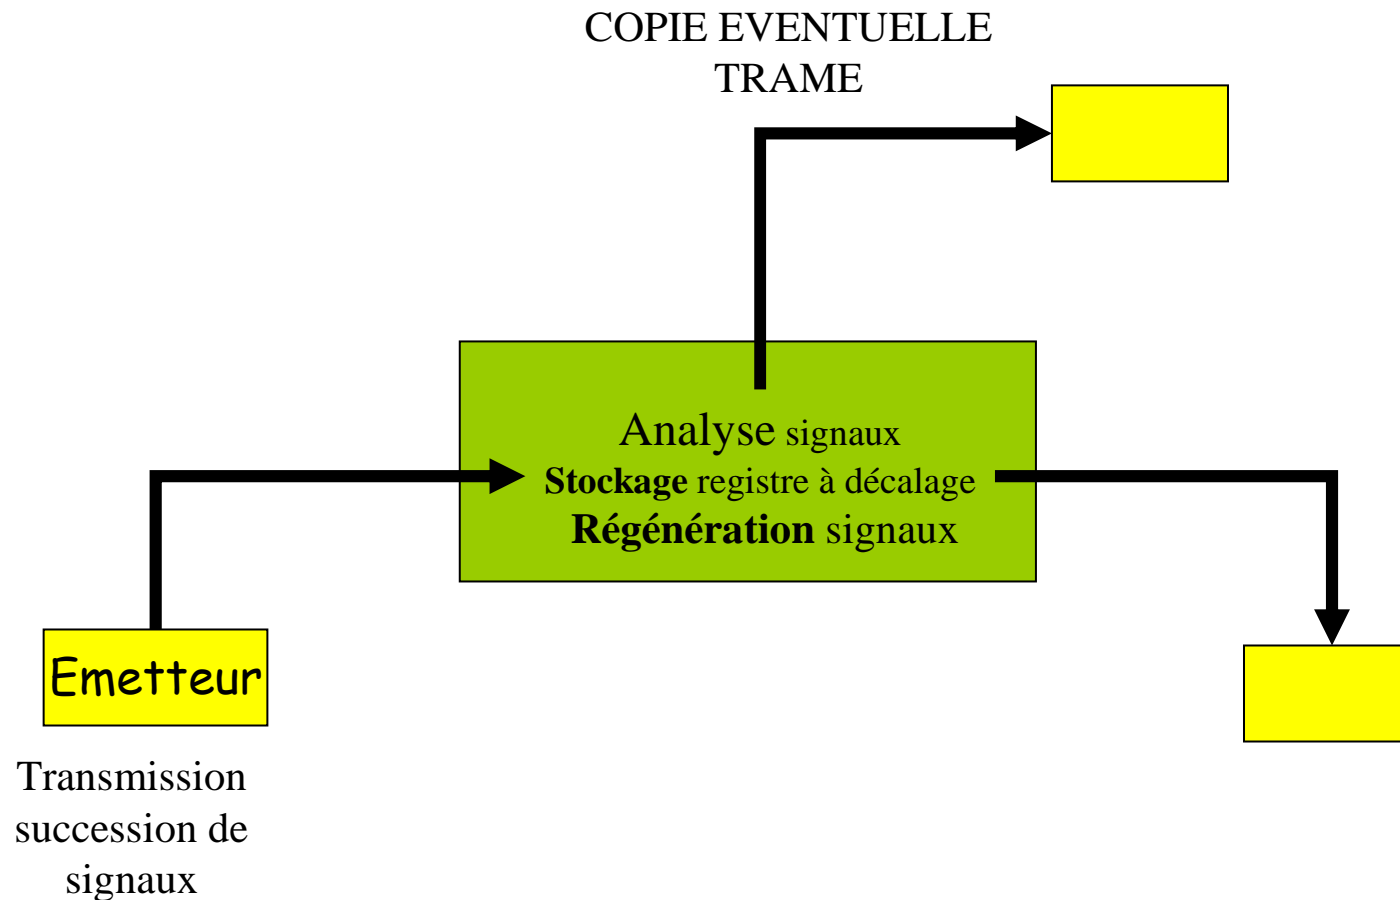 COPIE EVENTUELLE
TRAME
Analyse signaux
Stockage registre à décalage
Régénération signaux
Emetteur
Transmission
succession de
signaux